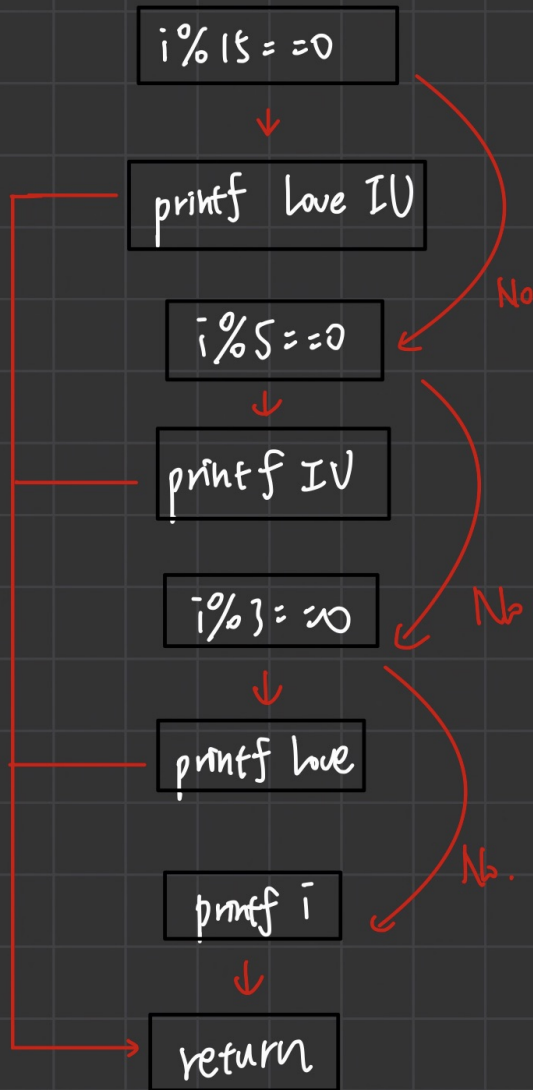 i%15==0
printf Love IU
No
i%5==0
printf IU
i%3==0
No
printf Love
No.
printf i
return